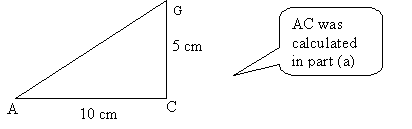 G
5 cm
A
C
10 cm
AC was
calculated
in part (a)